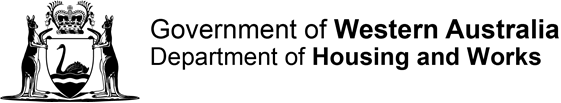 Government of Western Australia
Department of Housing and Works